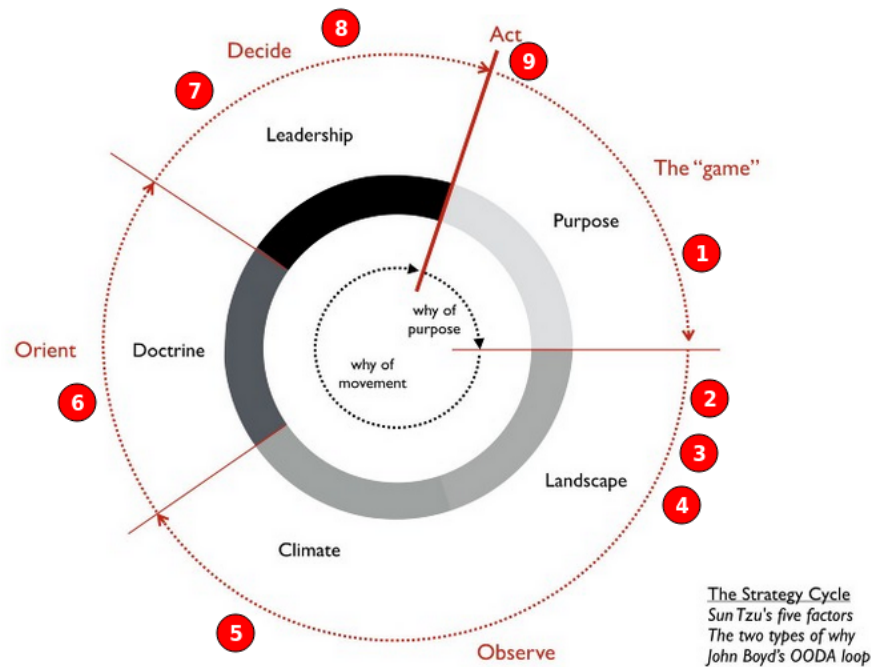 8
Decide
Act
9
7
Leadership
The "game"
Purpose
1
why of
purpose
Orient
Doctrine
why of
movement
6
2
3
Landscape
4
Climate
5
Observe
The Strategy Cycle
Sun Tzu's five factors
The two types of why
John Boyd's OODA loop